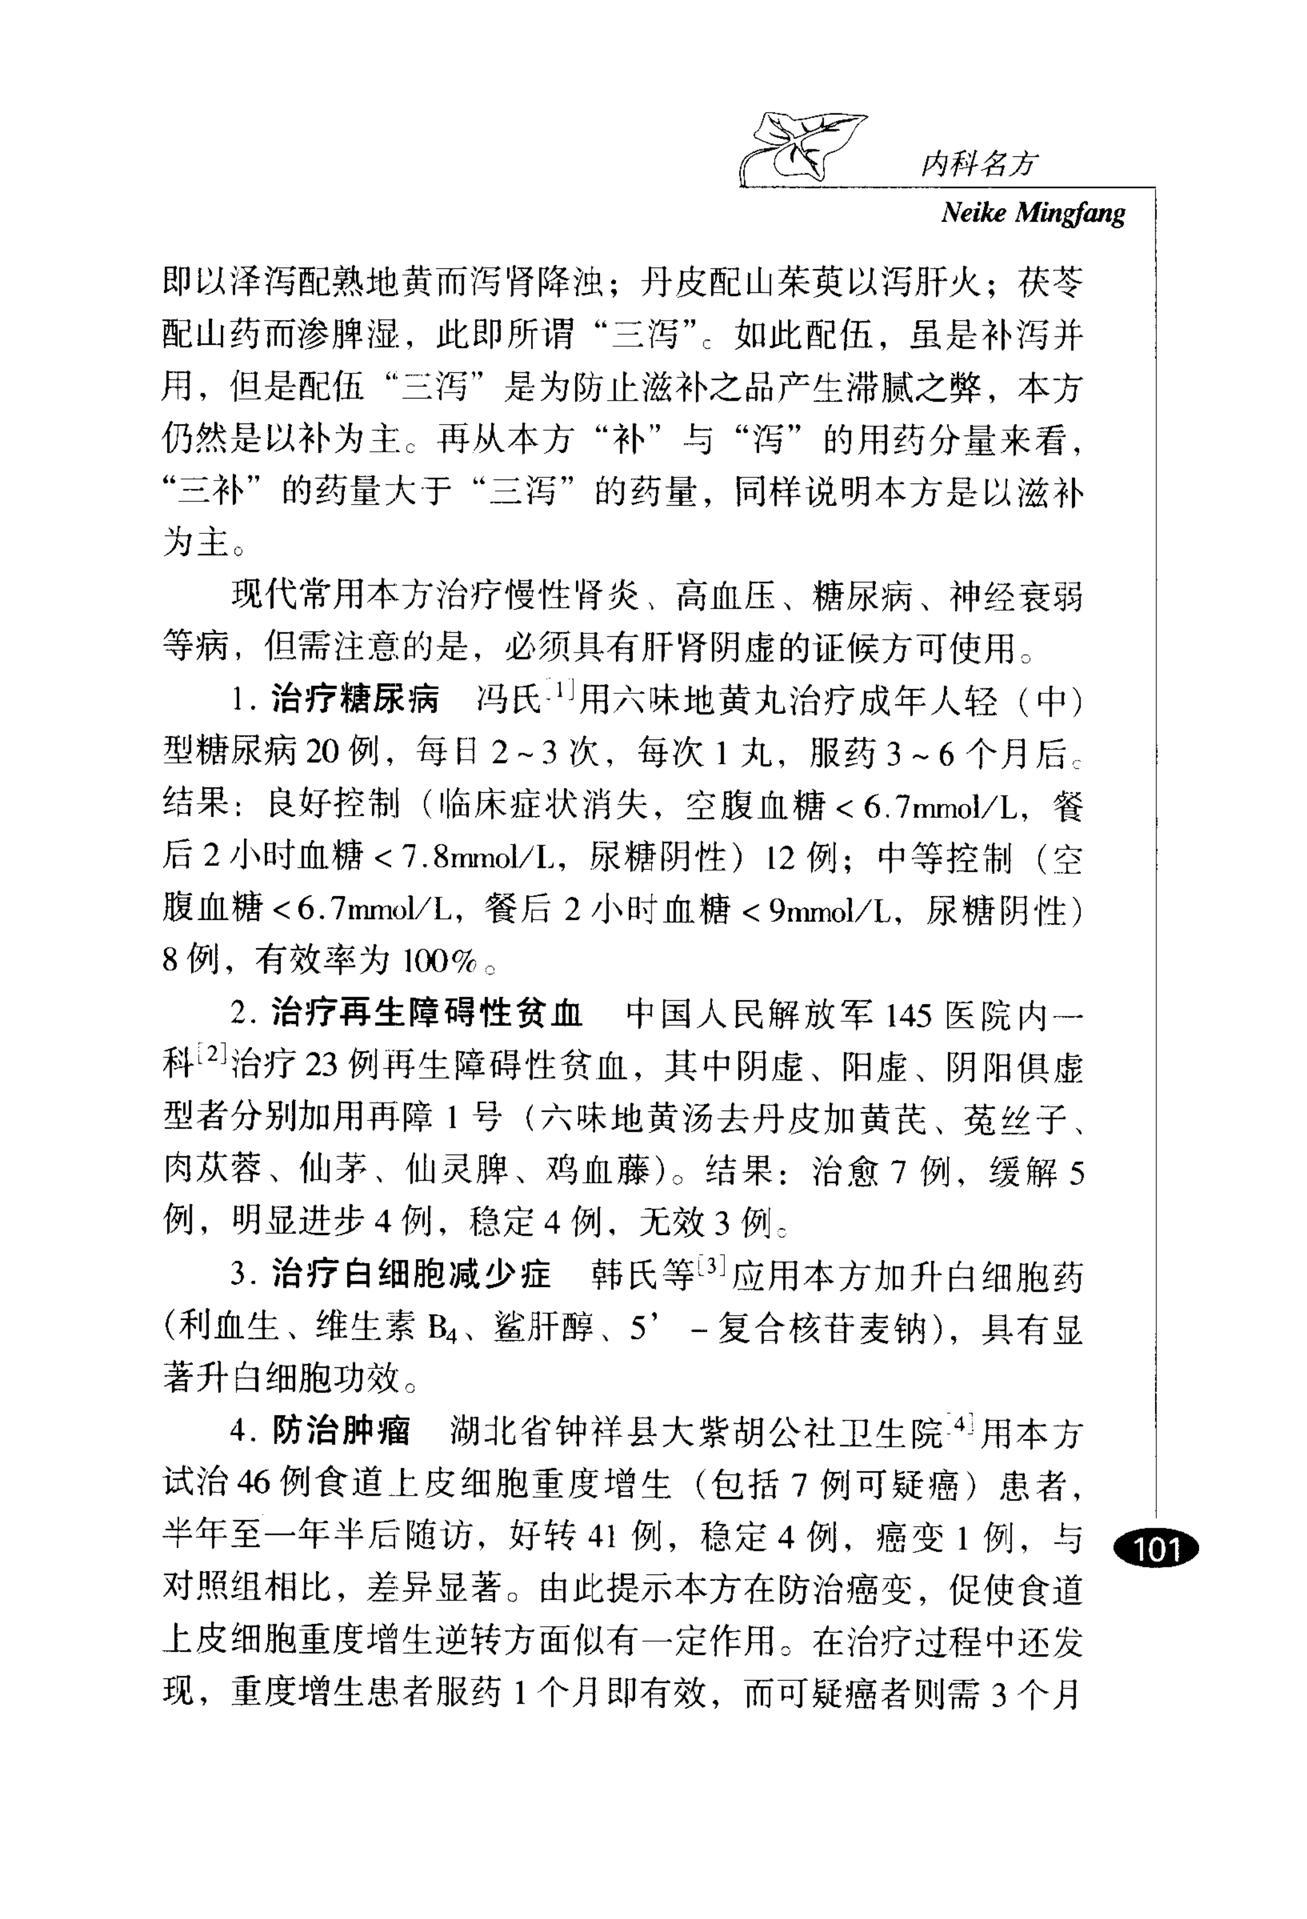 内科名方
Neike Mingfang
即以泽泻配熟地黄而泻肾降浊；丹皮配山茱萸以泻肝火；茯苓
配山药而渗脾湿，此即所谓“三泻”。如此配伍，虽是补泻并
用，但是配伍“三泻”是为防止滋补之品产生滞腻之弊，本方
仍然是以补为主。再从本方“补”与“泻”的用药分量来看，
“三补”的药量大于“三泻”的药量，同样说明本方是以滋补
为主。
现代常用本方治疗慢性肾炎、高血压、糖尿病、神经衰弱
等病，但需注意的是，必须具有肝肾阴虚的证候方可使用。
1. 治疗糖尿病　冯氏[1]用六味地黄丸治疗成年人轻（中）
型糖尿病 20 例，每日 2～3 次，每次 1 丸，服药 3～6 个月后。
结果：良好控制（临床症状消失，空腹血糖＜6.7mmol/L，餐
后 2 小时血糖＜7.8mmol/L，尿糖阴性）12 例；中等控制（空
腹血糖＜6.7mmol/L，餐后 2 小时血糖＜9mmol/L，尿糖阴性）
8 例，有效率为 100%。
2. 治疗再生障碍性贫血　中国人民解放军 145 医院内一
科[2]治疗 23 例再生障碍性贫血，其中阴虚、阳虚、阴阳俱虚
型者分别加用再障 1 号（六味地黄汤去丹皮加黄芪、菟丝子、
肉苁蓉、仙茅、仙灵脾、鸡血藤）。结果：治愈 7 例，缓解 5
例，明显进步 4 例，稳定 4 例，无效 3 例。
3. 治疗白细胞减少症　韩氏等[3]应用本方加升白细胞药
（利血生、维生素 B4、鲨肝醇、5’－复合核苷麦钠），具有显
著升白细胞功效。
4. 防治肿瘤　湖北省钟祥县大紫胡公社卫生院[4]用本方
试治 46 例食道上皮细胞重度增生（包括 7 例可疑癌）患者，
半年至一年半后随访，好转 41 例，稳定 4 例，癌变 1 例，与
对照组相比，差异显著。由此提示本方在防治癌变，促使食道
上皮细胞重度增生逆转方面似有一定作用。在治疗过程中还发
现，重度增生患者服药 1 个月即有效，而可疑癌者则需 3 个月
101